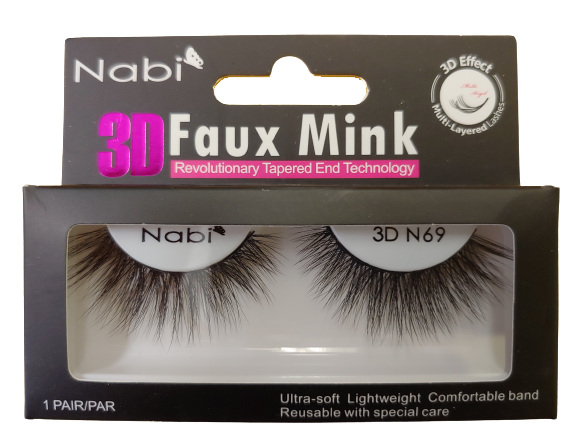 Nabi
3D Effect
Multi-Layered Lashes
3D Faux Mink
Revolutionary Tapered End Technology
Nabi
3D N69
1 PAIR/PAR
Ultra-soft Lightweight Comfortable band
Reusable with special care